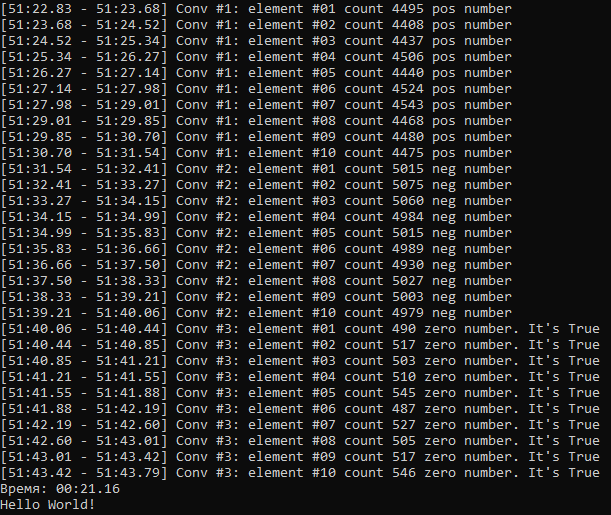 [51:22.83 - 51:23.68] Conv #1: element #01 count 4495 pos number
[51:23.68 - 51:24.52] Conv #1: element #02 count 4408 pos number
[51:24.52 - 51:25.34] Conv #1: element #03 count 4437 pos number
[51:25.34 - 51:26.27] Conv #1: element #04 count 4506 pos number
[51:26.27 - 51:27.14] Conv #1: element #05 count 4440 pos number
[51:27.14 - 51:27.98] Conv #1: element #06 count 4524 pos number
[51:27.98 - 51:29.01] Conv #1: element #07 count 4543 pos number
[51:29.01 - 51:29.85] Conv #1: element #08 count 4468 pos number
[51:29.85 - 51:30.70] Conv #1: element #09 count 4480 pos number
[51:30.70 - 51:31.54] Conv #1: element #10 count 4475 pos number
[51:31.54 - 51:32.41] Conv #2: element #01 count 5015 neg number
[51:32.41 - 51:33.27] Conv #2: element #02 count 5075 neg number
[51:33.27 - 51:34.15] Conv #2: element #03 count 5060 neg number
[51:34.15 - 51:34.99] Conv #2: element #04 count 4984 neg number
[51:34.99 - 51:35.83] Conv #2: element #05 count 5015 neg number
[51:35.83 - 51:36.66] Conv #2: element #06 count 4989 neg number
[51:36.66 - 51:37.50] Conv #2: element #07 count 4930 neg number
[51:37.50 - 51:38.33] Conv #2: element #08 count 5027 neg number
[51:38.33 - 51:39.21] Conv #2: element #09 count 5003 neg number
[51:39.21 - 51:40.06] Conv #2: element #10 count 4979 neg number
[51:40.06 - 51:40.44] Conv #3: element #01 count 490 zero number. It's True
[51:40.44 - 51:40.85] Conv #3: element #02 count 517 zero number. It's True
[51:40.85 - 51:41.21] Conv #3: element #03 count 503 zero number. It's True
[51:41.21 - 51:41.55] Conv #3: element #04 count 510 zero number. It's True
[51:41.55 - 51:41.88] Conv #3: element #05 count 545 zero number. It's True
[51:41.88 - 51:42.19] Conv #3: element #06 count 487 zero number. It's True
[51:42.19 - 51:42.60] Conv #3: element #07 count 527 zero number. It's True
[51:42.60 - 51:43.01] Conv #3: element #08 count 505 zero number. It's True
[51:43.01 - 51:43.42] Conv #3: element #09 count 517 zero number. It's True
[51:43.42 - 51:43.79] Conv #3: element #10 count 546 zero number. It's True
Время: 00:21.16
Hello World!